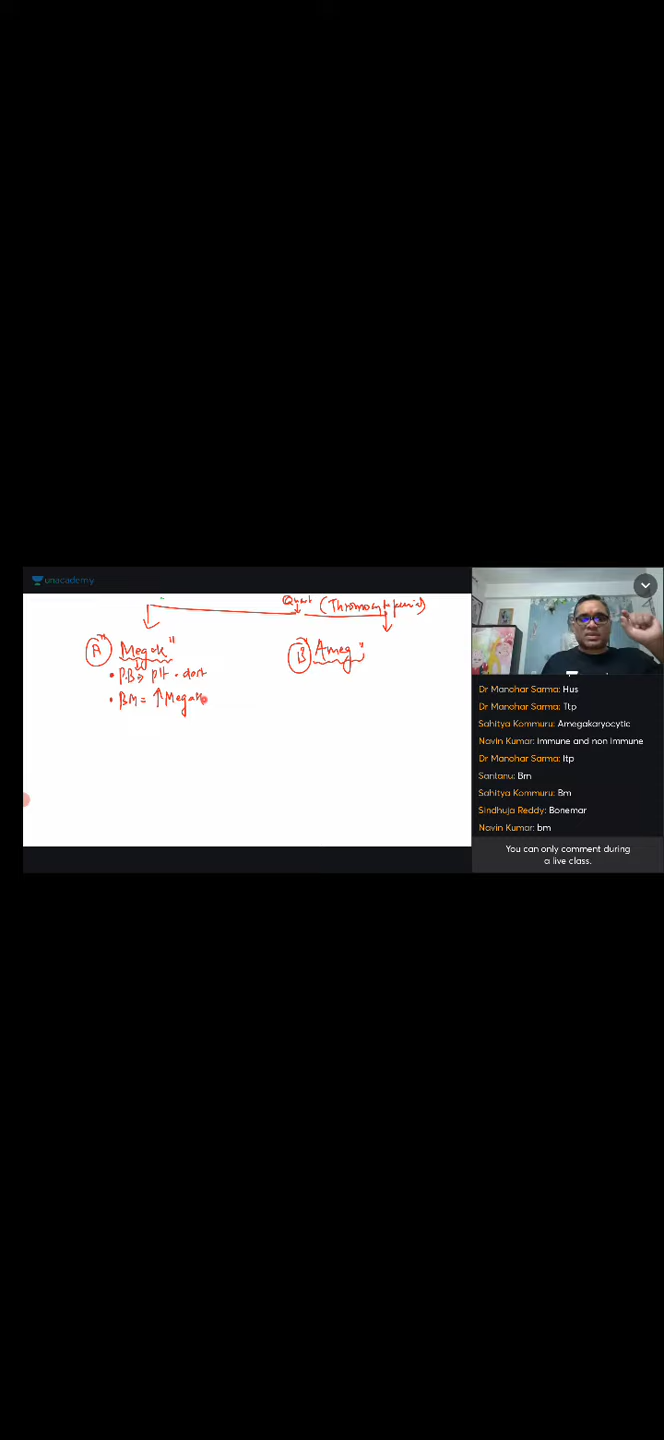 unacademy
Quant (Thrombocytopenia)
A Megak"
B Ameg"
• P.B → plt. dest
• BM = ↑Megak
Dr Manohar Sarma: Hus
Dr Manohar Sarma: Ttp
Sahitya Kommuru: Amegakaryocytic
Navin Kumar: Immune and non immune
Dr Manohar Sarma: Itp
Santanu: Bm
Sahitya Kommuru: Bm
Sindhuja Reddy: Bonemar
Navin Kumar: bm
You can only comment during
a live class.